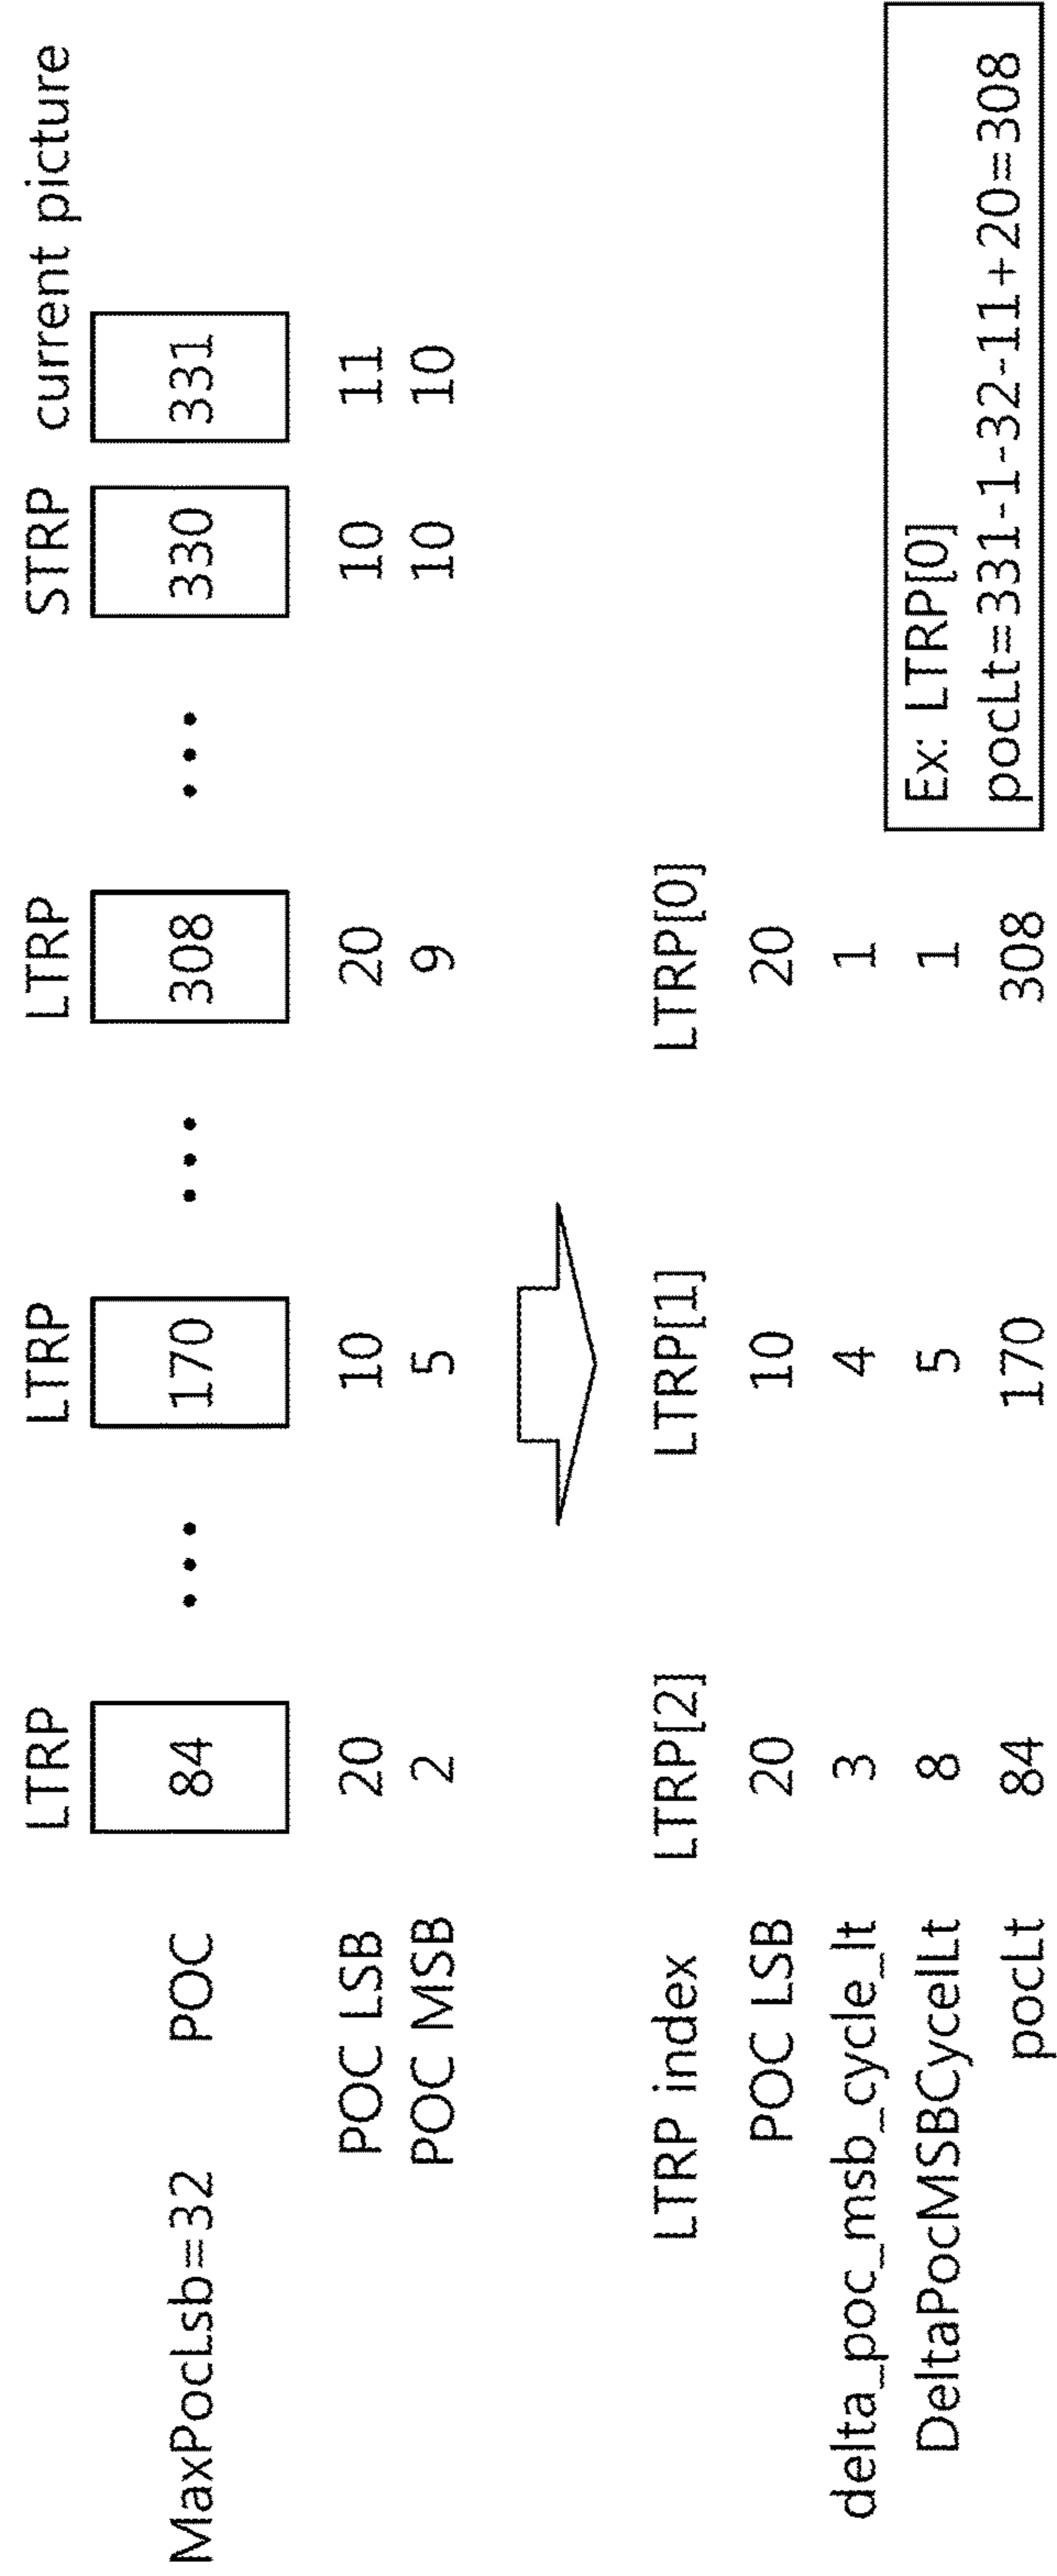 LTRP LTRP LTRP STRP current picture
MaxPocLsb=32 POC 84 ••• 170 ••• 308 ••• 330 331
POC LSB 20 10 20 10 11
POC MSB 2 5 9 10 10
LTRP index LTRP[2] LTRP[1] LTRP[0]
POC LSB 20 10 20
delta_poc_msb_cycle_lt 3 4 1
DeltaPocMSBCycelLt 8 5 1
pocLt 84 170 308
Ex: LTRP[0]
pocLt=331-1-32-11+20=308